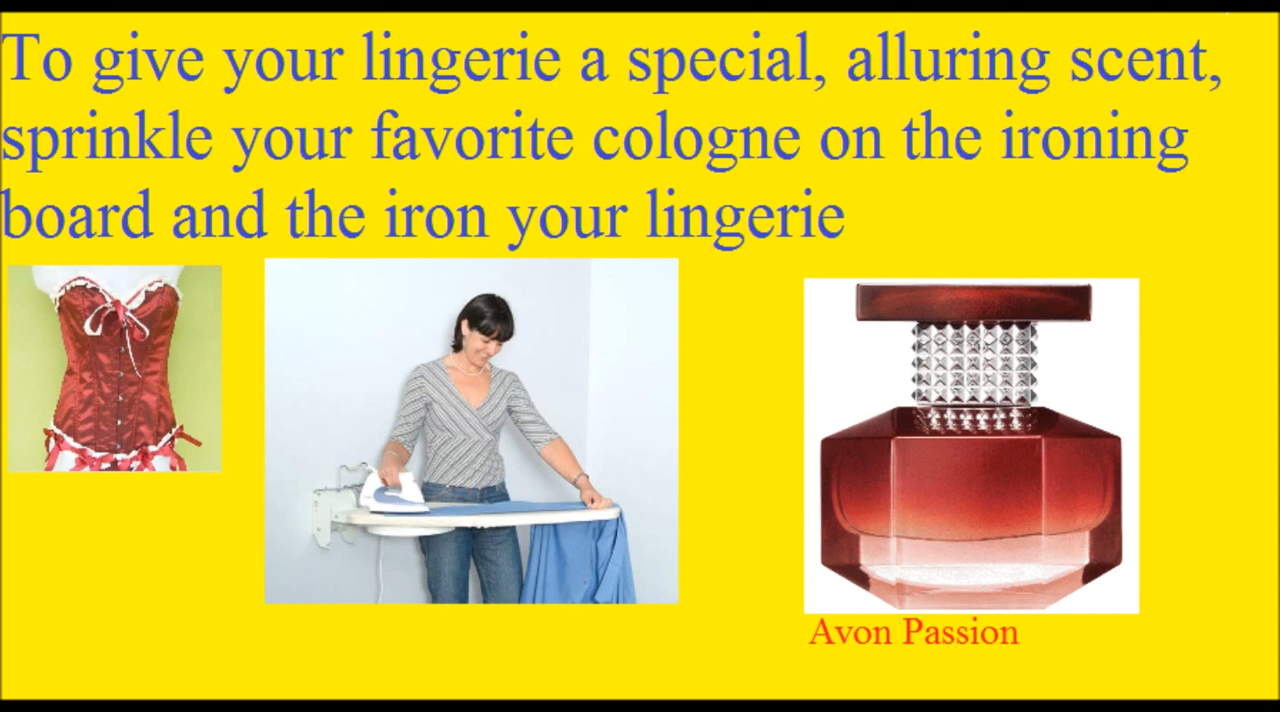 To give your lingerie a special, alluring scent,
sprinkle your favorite cologne on the ironing
board and the iron your lingerie
Avon Passion